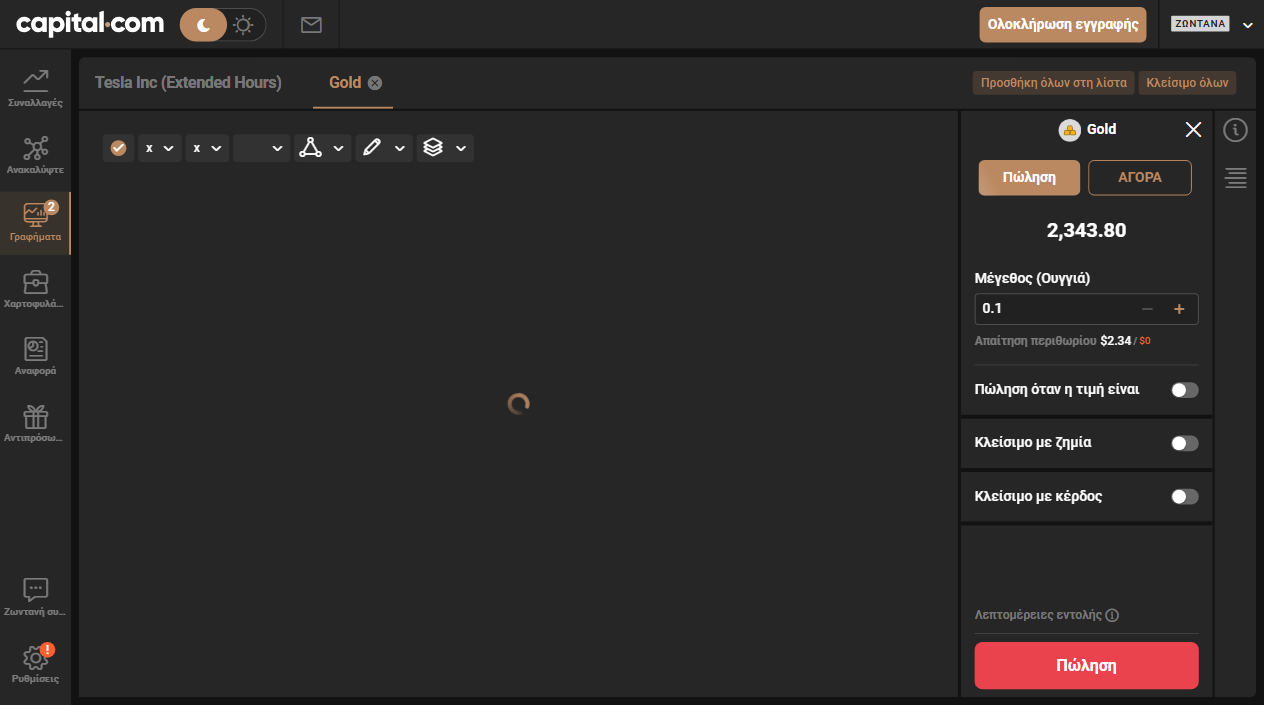 capital.com
Ολοκλήρωση εγγραφής
ΖΩΝΤΑΝΑ
Συναλλαγές
Ανακαλύψτε
2
Γραφήματα
Χαρτοφυλά...
Αναφορά
Αντιπρόσω...
Ζωντανή συ...
!
Ρυθμίσεις
Tesla Inc (Extended Hours)
Gold
Προσθήκη όλων στη λίστα
Κλείσιμο όλων
x
x
Gold
Πώληση
ΑΓΟΡΑ
2,343.80
Μέγεθος (Ουγγιά)
0.1
Απαίτηση περιθωρίου $2.34 / $0
Πώληση όταν η τιμή είναι
Κλείσιμο με ζημία
Κλείσιμο με κέρδος
Λεπτομέρειες εντολής
Πώληση